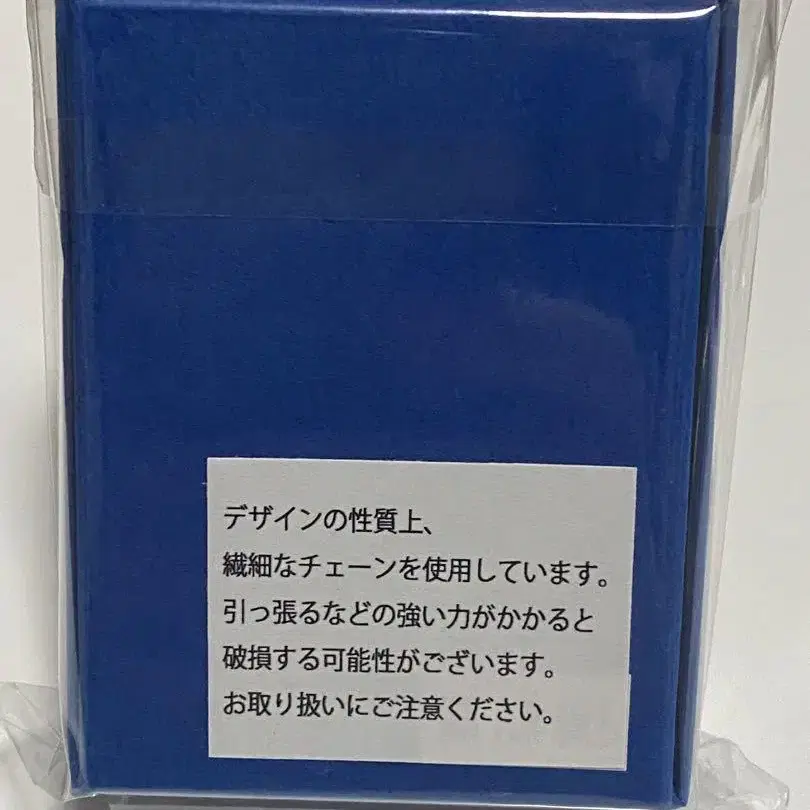 デザインの性質上、
繊細なチェーンを使用しています。
引っ張るなどの強い力がかかると
破損する可能性がございます。
お取り扱いにご注意ください。